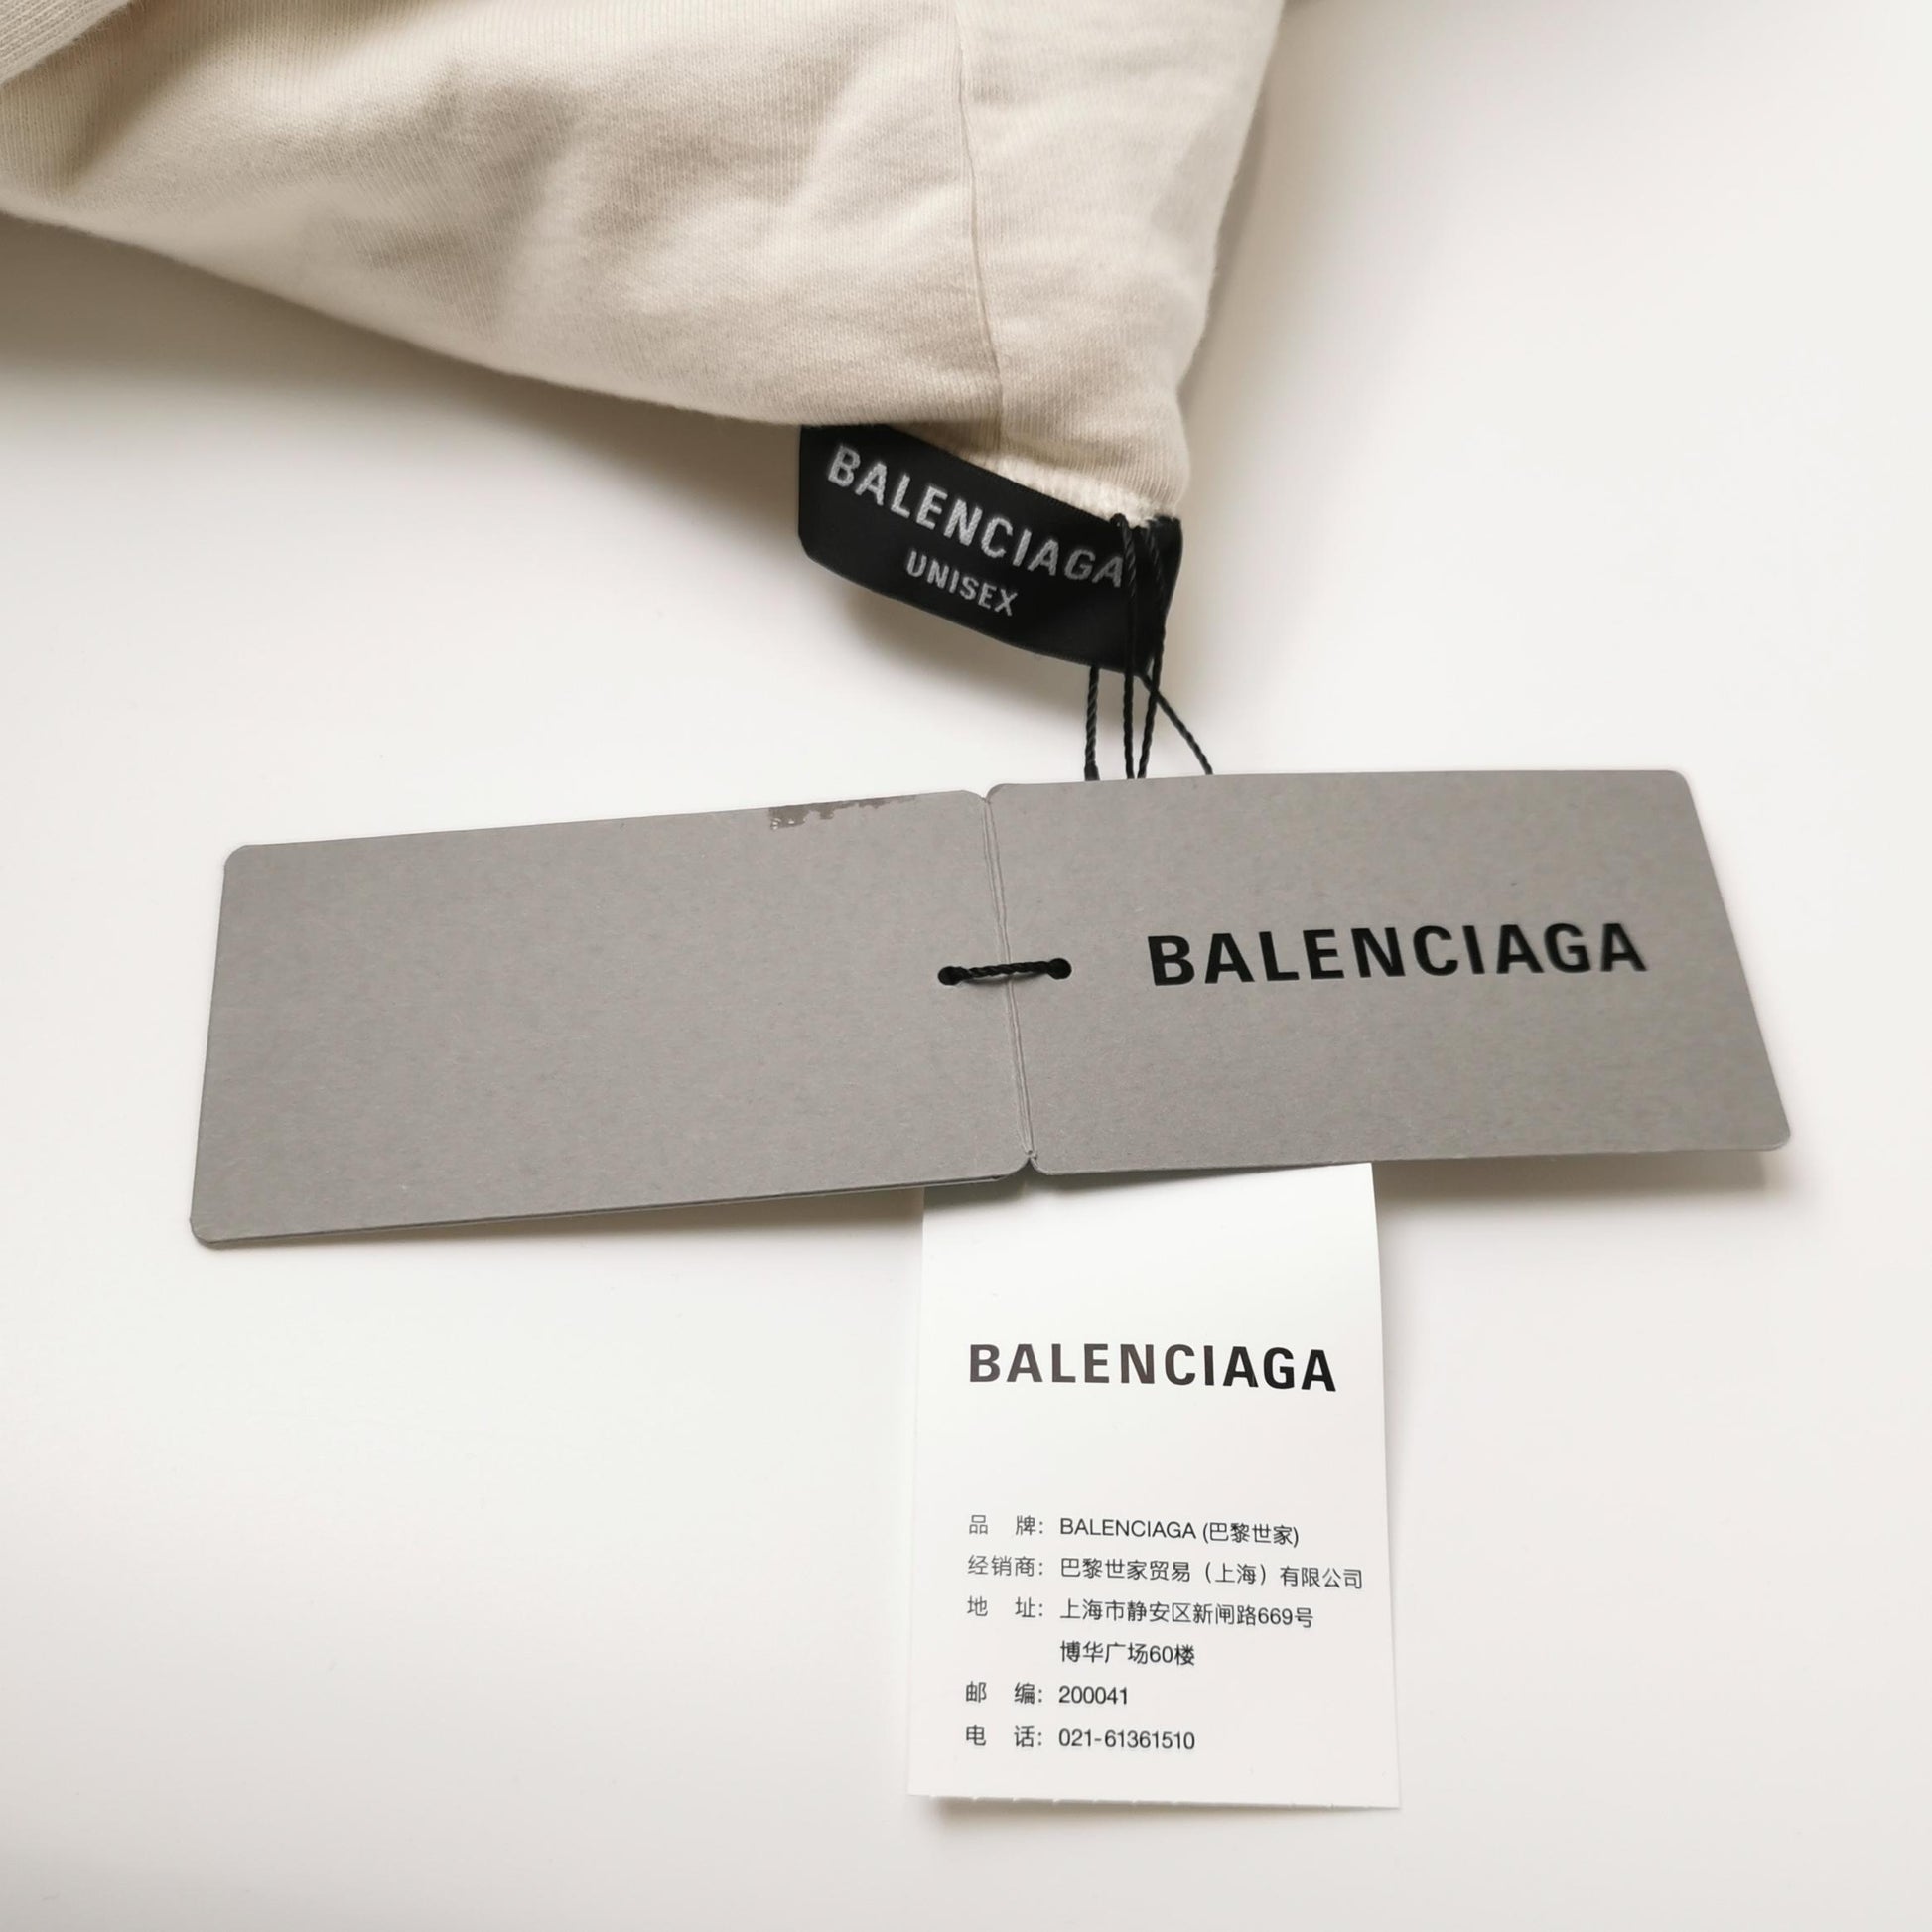 BALENCIAGA
UNISEX
BALENCIAGA
BALENCIAGA
品 牌： BALENCIAGA (巴黎世家)
经销商： 巴黎世家贸易（上海）有限公司
地 址： 上海市静安区新闸路669号
博华广场60楼
邮 编： 200041
电 话： 021-61361510